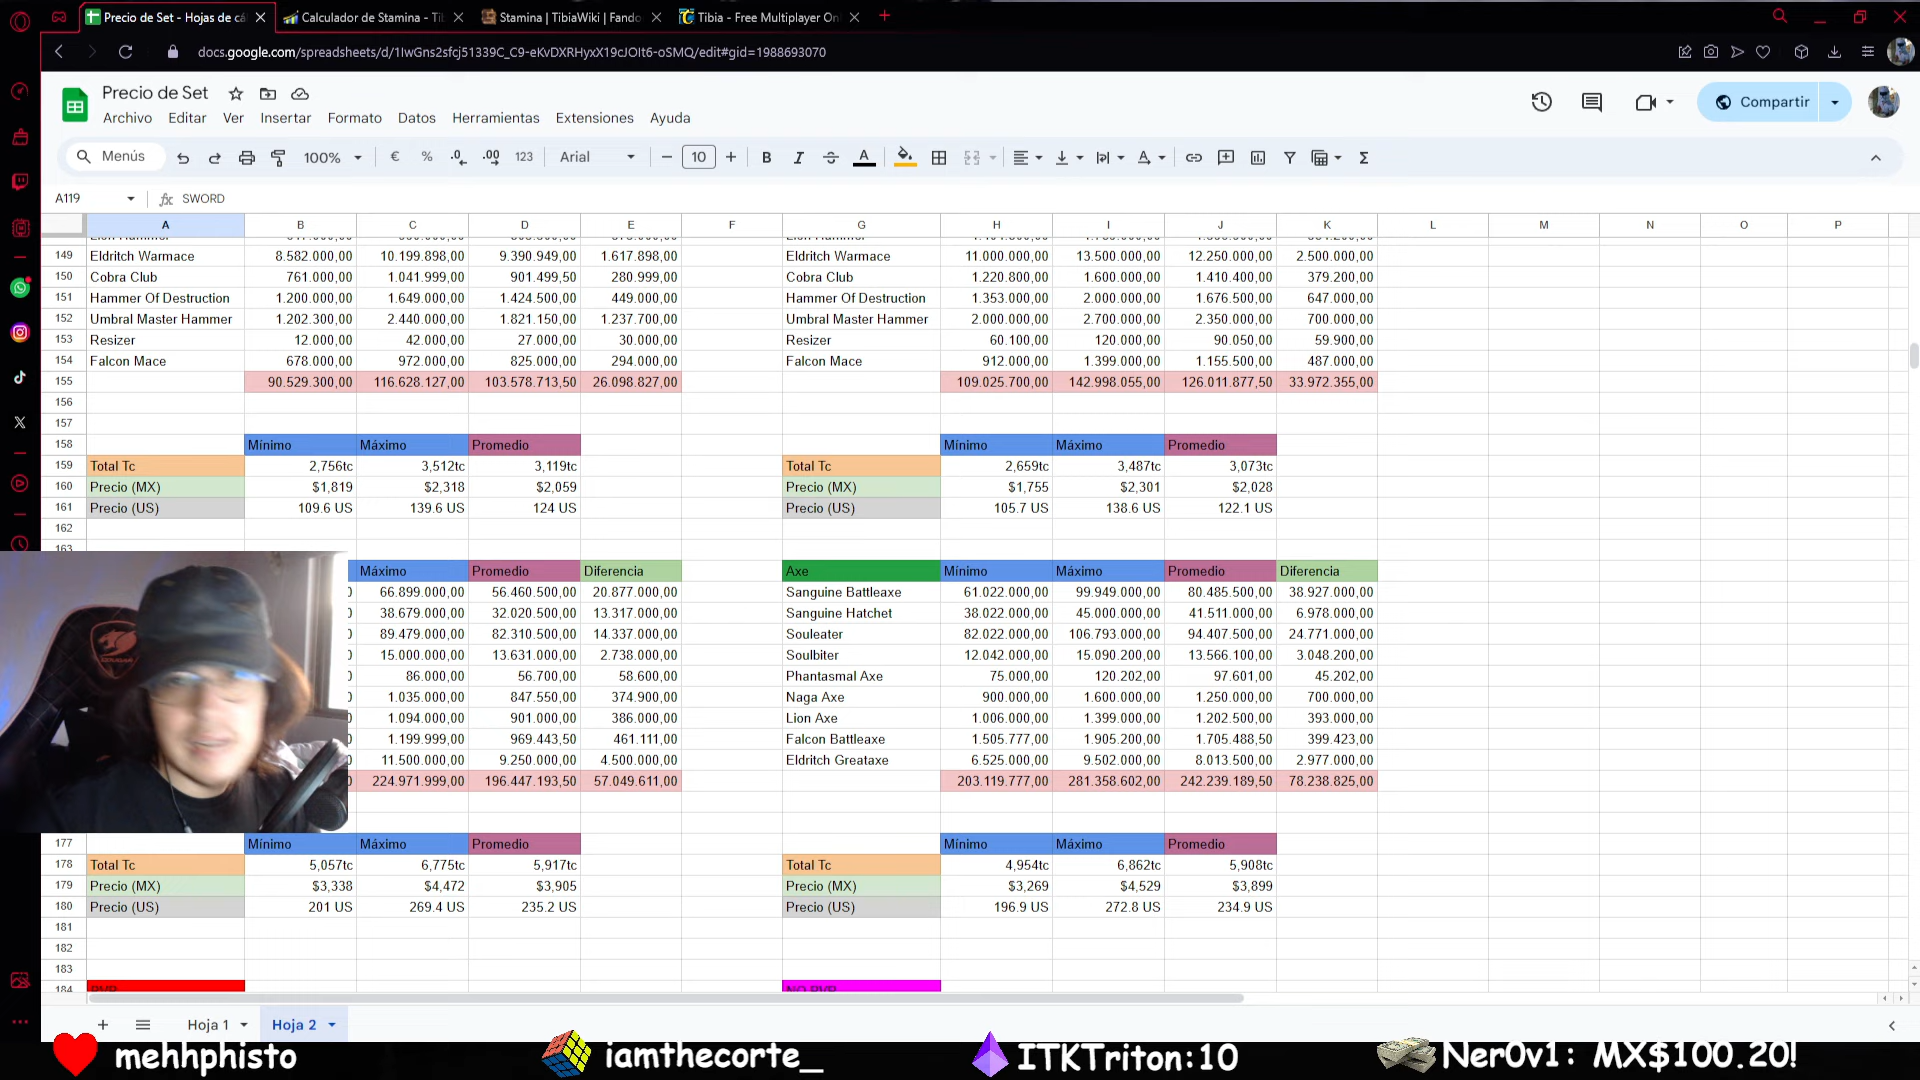 Precio de Set - Hojas de cá
Calculador de Stamina - Ti
Stamina | TibiaWiki | Fando
Tibia - Free Multiplayer On
docs.google.com/spreadsheets/d/1IwGns2sfcj51339C_C9-eKvDXRHyxX19cJOIt6-oSMQ/edit#gid=1988693070
Precio de Set
Compartir
Archivo Editar Ver Insertar Formato Datos Herramientas Extensiones Ayuda
Menús 100% € % .0 .00 123 Arial 10 B I A
A119 fx SWORD
A B C D E F G H I J K L M N O P
149 Eldritch Warmace 8.582.000,00 10.199.898,00 9.390.949,00 1.617.898,00 Eldritch Warmace 11.000.000,00 13.500.000,00 12.250.000,00 2.500.000,00
150 Cobra Club 761.000,00 1.041.999,00 901.499,50 280.999,00 Cobra Club 1.220.800,00 1.600.000,00 1.410.400,00 379.200,00
151 Hammer Of Destruction 1.200.000,00 1.649.000,00 1.424.500,00 449.000,00 Hammer Of Destruction 1.353.000,00 2.000.000,00 1.676.500,00 647.000,00
152 Umbral Master Hammer 1.202.300,00 2.440.000,00 1.821.150,00 1.237.700,00 Umbral Master Hammer 2.000.000,00 2.700.000,00 2.350.000,00 700.000,00
153 Resizer 12.000,00 42.000,00 27.000,00 30.000,00 Resizer 60.100,00 120.000,00 90.050,00 59.900,00
154 Falcon Mace 678.000,00 972.000,00 825.000,00 294.000,00 Falcon Mace 912.000,00 1.399.000,00 1.155.500,00 487.000,00
155 90.529.300,00 116.628.127,00 103.578.713,50 26.098.827,00 109.025.700,00 142.998.055,00 126.011.877,50 33.972.355,00
156
157
158 Mínimo Máximo Promedio Mínimo Máximo Promedio
159 Total Tc 2,756tc 3,512tc 3,119tc Total Tc 2,659tc 3,487tc 3,073tc
160 Precio (MX) $1,819 $2,318 $2,059 Precio (MX) $1,755 $2,301 $2,028
161 Precio (US) 109.6 US 139.6 US 124 US Precio (US) 105.7 US 138.6 US 122.1 US
162
163
Máximo Promedio Diferencia Axe Mínimo Máximo Promedio Diferencia
66.899.000,00 56.460.500,00 20.877.000,00 Sanguine Battleaxe 61.022.000,00 99.949.000,00 80.485.500,00 38.927.000,00
38.679.000,00 32.020.500,00 13.317.000,00 Sanguine Hatchet 38.022.000,00 45.000.000,00 41.511.000,00 6.978.000,00
89.479.000,00 82.310.500,00 14.337.000,00 Souleater 82.022.000,00 106.793.000,00 94.407.500,00 24.771.000,00
15.000.000,00 13.631.000,00 2.738.000,00 Soulbiter 12.042.000,00 15.090.200,00 13.566.100,00 3.048.200,00
86.000,00 56.700,00 58.600,00 Phantasmal Axe 75.000,00 120.202,00 97.601,00 45.202,00
1.035.000,00 847.550,00 374.900,00 Naga Axe 900.000,00 1.600.000,00 1.250.000,00 700.000,00
1.094.000,00 901.000,00 386.000,00 Lion Axe 1.006.000,00 1.399.000,00 1.202.500,00 393.000,00
1.199.999,00 969.443,50 461.111,00 Falcon Battleaxe 1.505.777,00 1.905.200,00 1.705.488,50 399.423,00
11.500.000,00 9.250.000,00 4.500.000,00 Eldritch Greataxe 6.525.000,00 9.502.000,00 8.013.500,00 2.977.000,00
224.971.999,00 196.447.193,50 57.049.611,00 203.119.777,00 281.358.602,00 242.239.189,50 78.238.825,00
177 Mínimo Máximo Promedio Mínimo Máximo Promedio
178 Total Tc 5,057tc 6,775tc 5,917tc Total Tc 4,954tc 6,862tc 5,908tc
179 Precio (MX) $3,338 $4,472 $3,905 Precio (MX) $3,269 $4,529 $3,899
180 Precio (US) 201 US 269.4 US 235.2 US Precio (US) 196.9 US 272.8 US 234.9 US
181
182
183
184
Hoja 1 Hoja 2
mehhphisto iamthecorte_ ITKTriton:10 Ner0v1: MX$100.20!